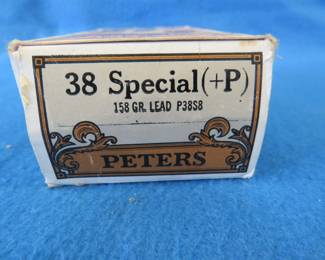 38 Special(+P)
158 GR. LEAD P38S8
PETERS